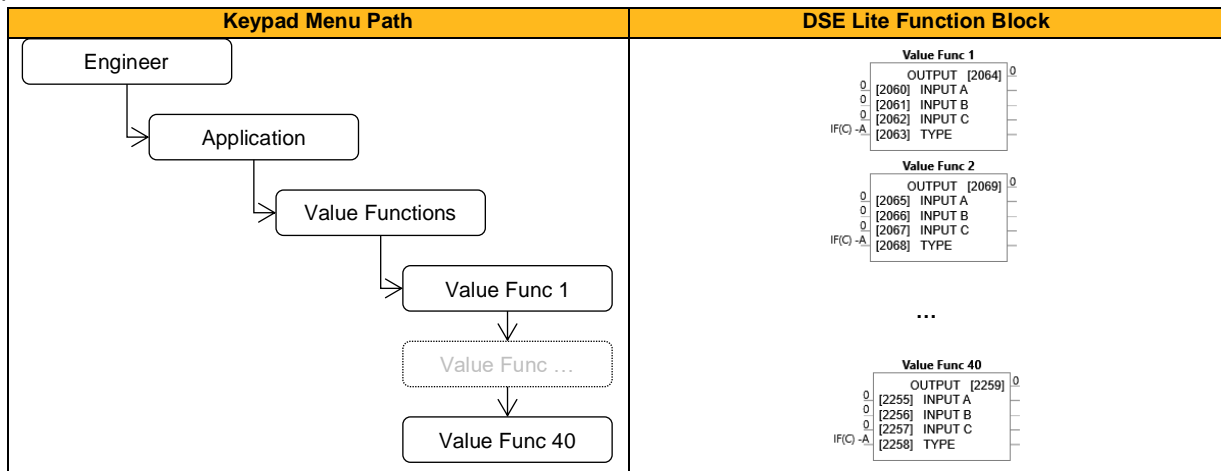 Keypad Menu Path
DSE Lite Function Block
Engineer
Application
Value Functions
Value Func 1
Value Func ...
Value Func 40
Value Func 1
OUTPUT [2064] 0
0 [2060] INPUT A
0 [2061] INPUT B
0 [2062] INPUT C
IF(C) -A [2063] TYPE
Value Func 2
OUTPUT [2069] 0
0 [2065] INPUT A
0 [2066] INPUT B
0 [2067] INPUT C
IF(C) -A [2068] TYPE
...
Value Func 40
OUTPUT [2259] 0
0 [2255] INPUT A
0 [2256] INPUT B
0 [2257] INPUT C
IF(C) -A [2258] TYPE